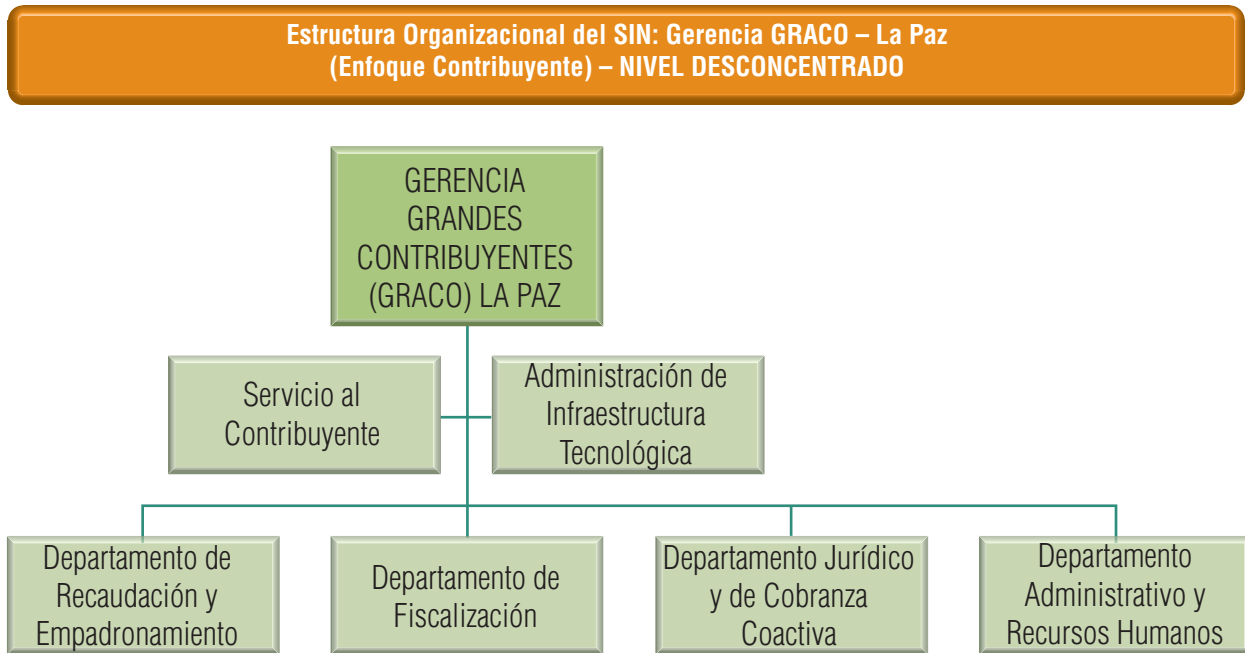 Estructura Organizacional del SIN: Gerencia GRACO – La Paz
(Enfoque Contribuyente) – NIVEL DESCONCENTRADO
GERENCIA
GRANDES
CONTRIBUYENTES
(GRACO) LA PAZ
Servicio al
Contribuyente
Administración de
Infraestructura
Tecnológica
Departamento de
Recaudación y
Empadronamiento
Departamento de
Fiscalización
Departamento Jurídico
y de Cobranza
Coactiva
Departamento
Administrativo y
Recursos Humanos